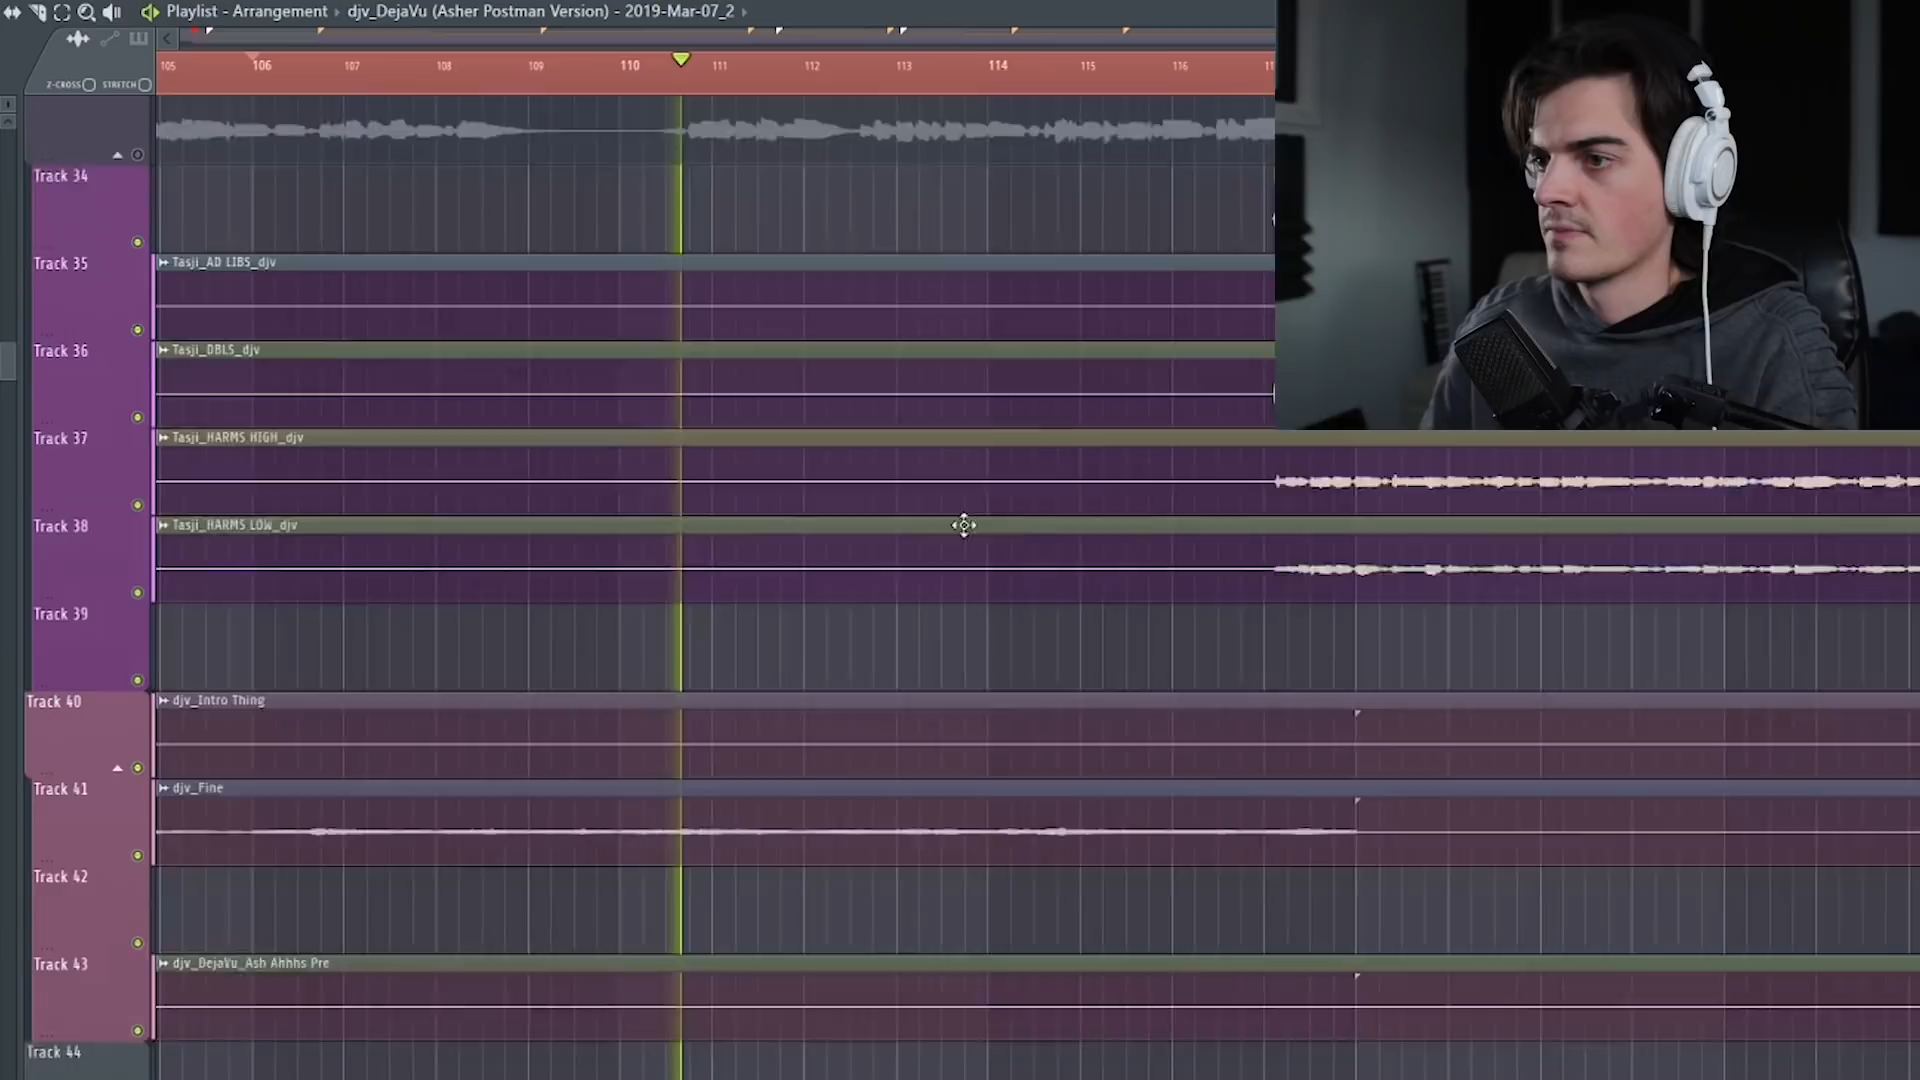 Playlist - Arrangement › djv_DejaVu (Asher Postman Version) - 2019-Mar-07_2 ›
Z-CROSS STRETCH
105 106 107 108 109 110 111 112 113 114 115 116
Track 34
Track 35
Tasji_AD LIBS_djv
Track 36
Tasji_DBLS_djv
Track 37
Tasji_HARMS HIGH_djv
Track 38
Tasji_HARMS LOW_djv
Track 39
Track 40
djv_Intro Thing
Track 41
djv_Fine
Track 42
Track 43
djv_DejaVu_Ash Ahhhs Pre
Track 44